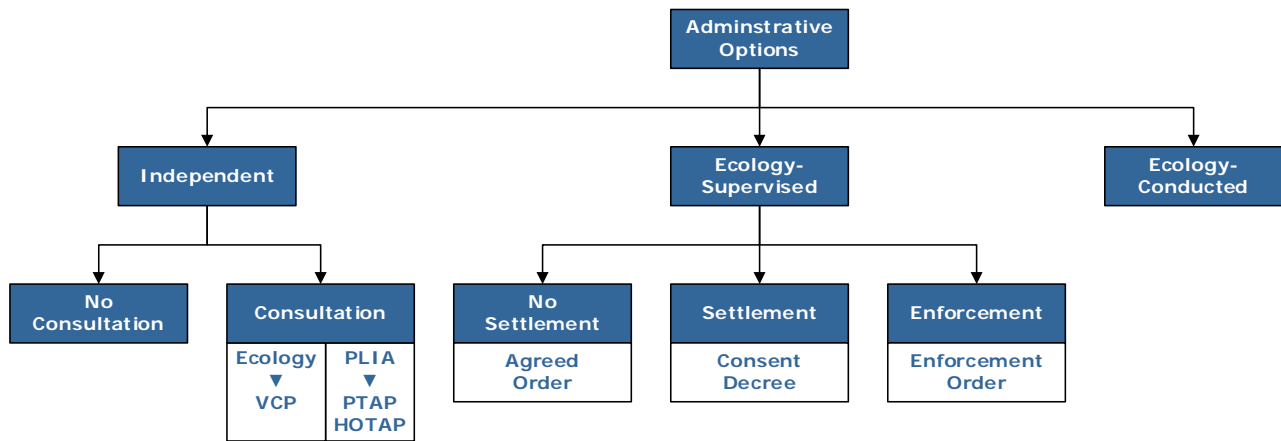 Adminstrative
Options
Independent
Ecology-
Supervised
Ecology-
Conducted
No
Consultation
Consultation
Ecology
▼
VCP
PLIA
▼
PTAP
HOTAP
No
Settlement
Agreed
Order
Settlement
Consent
Decree
Enforcement
Enforcement
Order